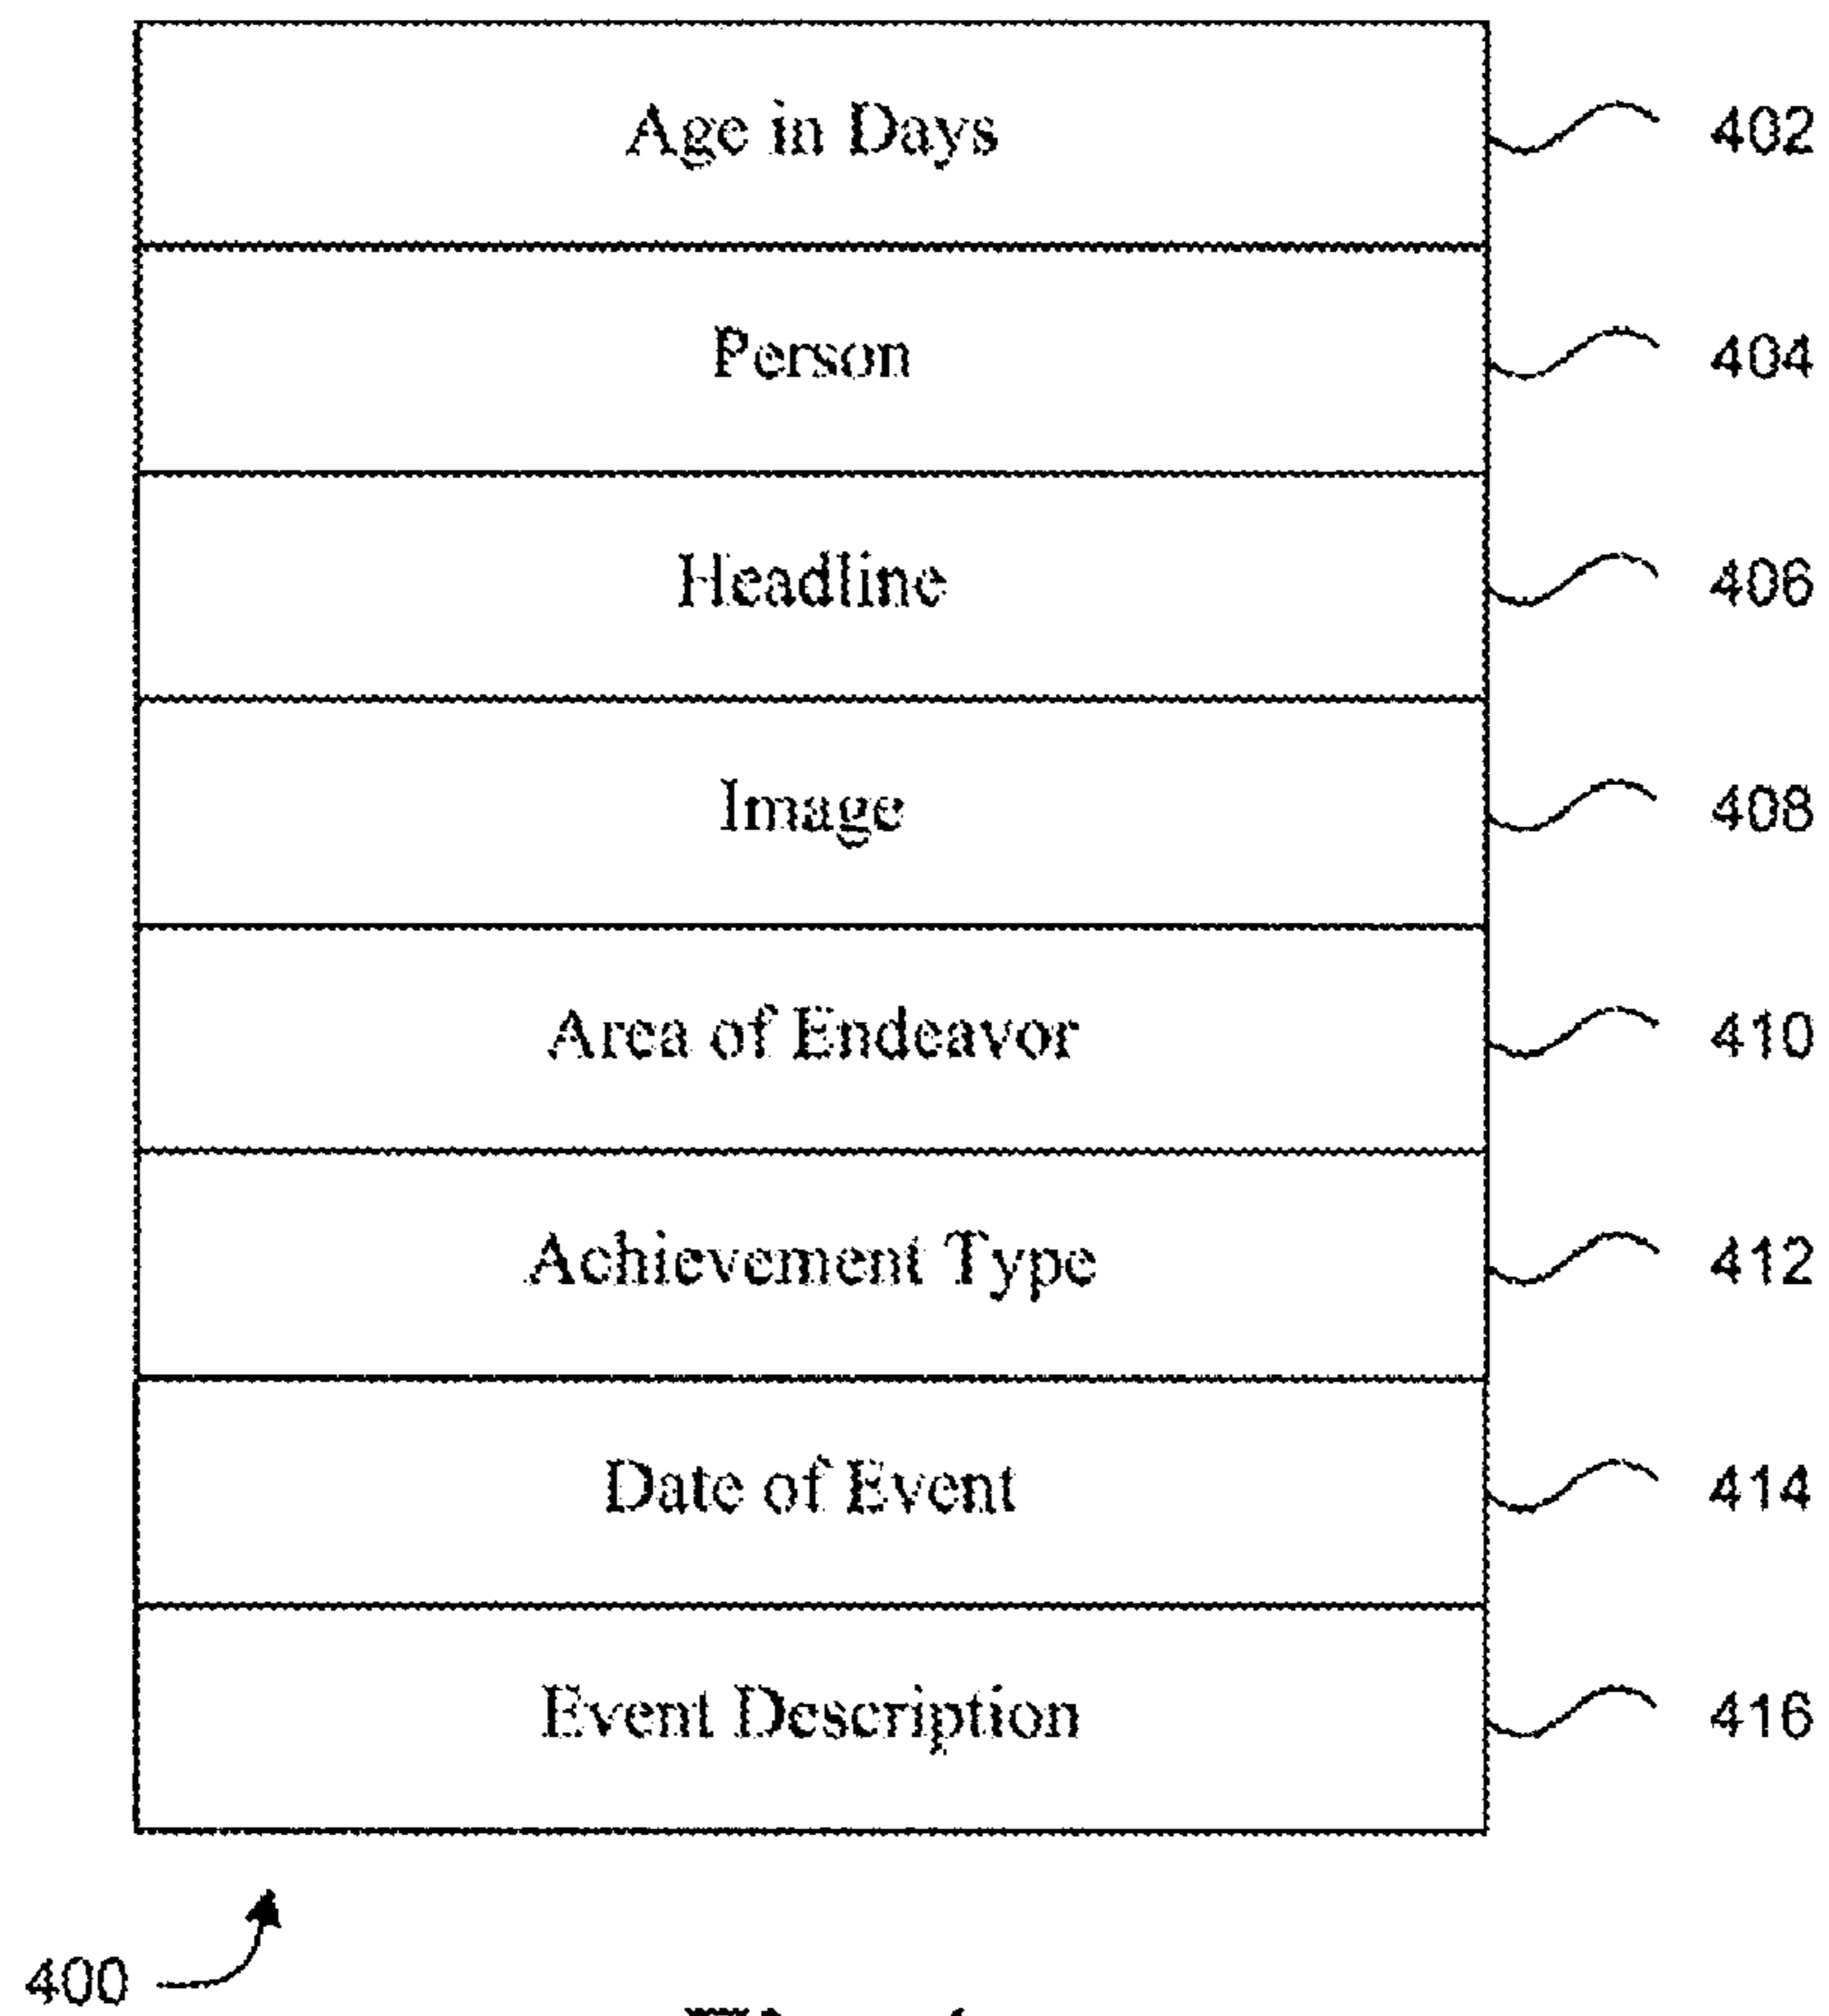 Age in Days 402
Person 404
Headline 406
Image 408
Area of Endeavor 410
Achievement Type 412
Date of Event 414
Event Description 416
400